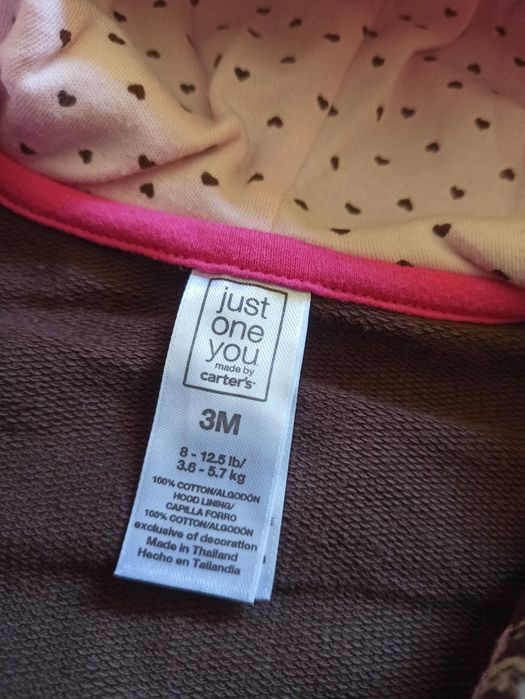 just
one
you
made by
carter's
3M
8 - 12.5 lb/
3.6 - 5.7 kg
100% COTTON/ALGODÓN
HOOD LINING/
CAPILLA FORRO
100% COTTON/ALGODÓN
exclusive of decoration
Made in Thailand
Hecho en Tailandia